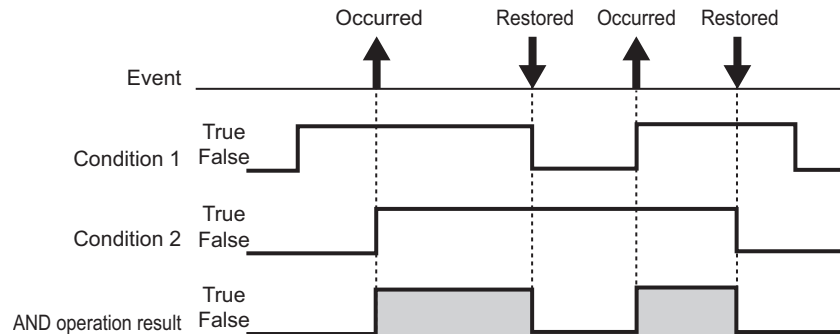 Occurred Restored Occurred Restored
Event
True
Condition 1 False
True
Condition 2 False
True
AND operation result False